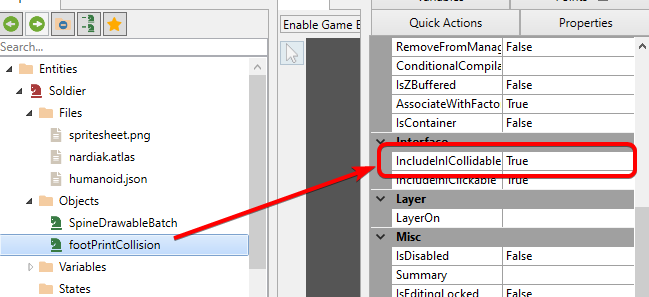 Search...
Entities
Soldier
Files
spritesheet.png
nardiak.atlas
humanoid.json
Objects
SpineDrawableBatch
footPrintCollision
Variables
States
Enable Game
Quick Actions Properties
RemoveFromManag False
ConditionalCompila
IsZBuffered False
AssociateWithFacto True
IsContainer False
Interface
IncludeInICollidable True
IncludeInIClickable True
Layer
LayerOn
Misc
IsDisabled False
Summary
IsEditingLocked False